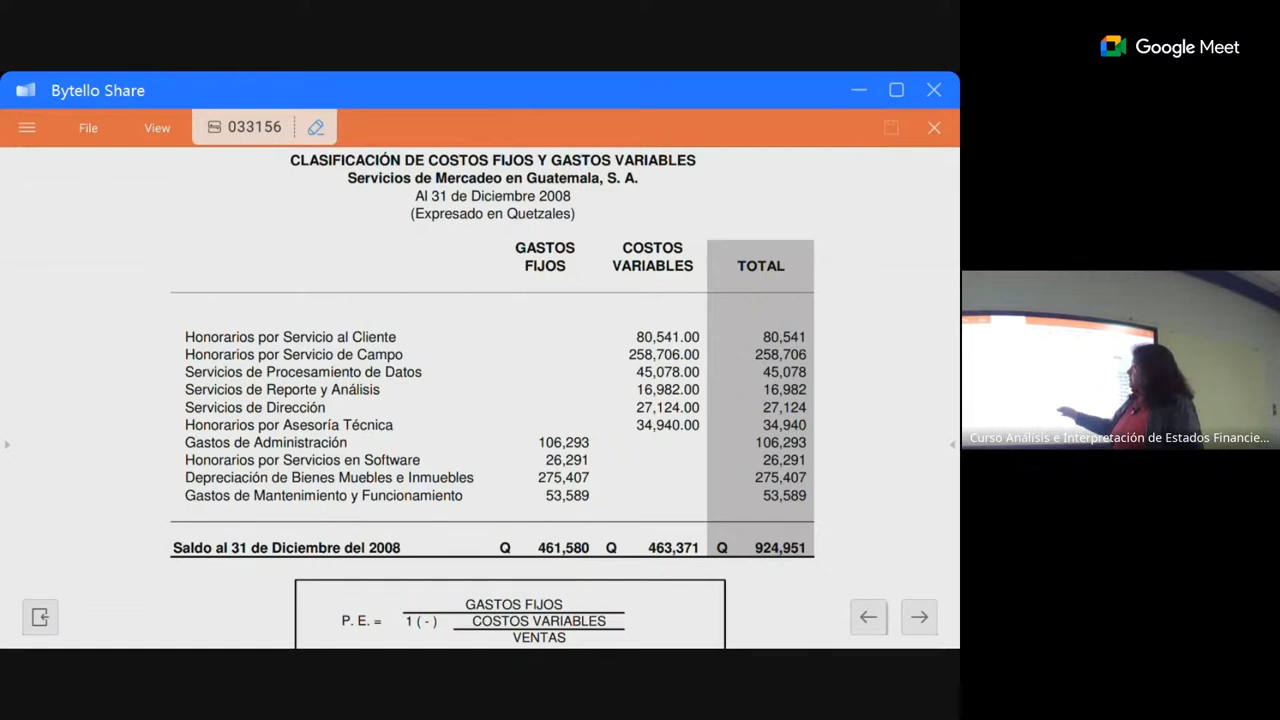 Google Meet
Bytello Share
File View 033156
CLASIFICACIÓN DE COSTOS FIJOS Y GASTOS VARIABLES
Servicios de Mercadeo en Guatemala, S. A.
Al 31 de Diciembre 2008
(Expresado en Quetzales)
GASTOS FIJOS COSTOS VARIABLES TOTAL
Honorarios por Servicio al Cliente 80,541.00 80,541
Honorarios por Servicio de Campo 258,706.00 258,706
Servicios de Procesamiento de Datos 45,078.00 45,078
Servicios de Reporte y Análisis 16,982.00 16,982
Servicios de Dirección 27,124.00 27,124
Honorarios por Asesoría Técnica 34,940.00 34,940
Gastos de Administración 106,293 106,293
Honorarios por Servicios en Software 26,291 26,291
Depreciación de Bienes Muebles e Inmuebles 275,407 275,407
Gastos de Mantenimiento y Funcionamiento 53,589 53,589
Saldo al 31 de Diciembre del 2008 Q 461,580 Q 463,371 Q 924,951
GASTOS FIJOS
P. E. = 1 ( - ) COSTOS VARIABLES
VENTAS
Curso Análisis e Interpretación de Estados Financie...